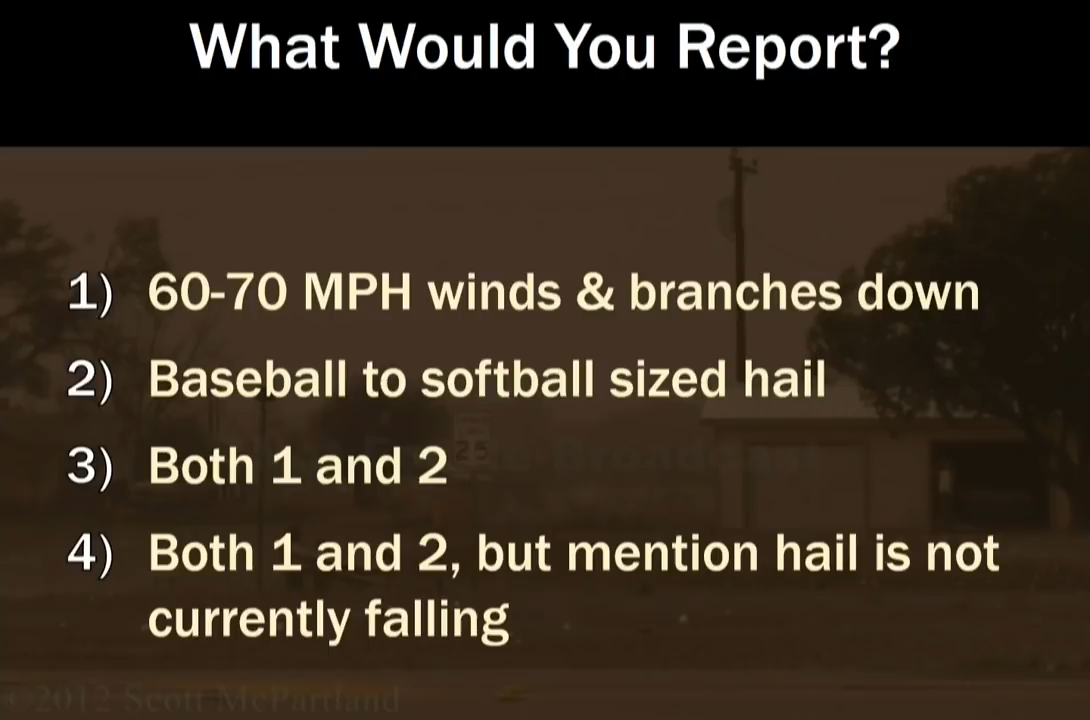 What Would You Report?
1) 60-70 MPH winds & branches down
2) Baseball to softball sized hail
3) Both 1 and 2
4) Both 1 and 2, but mention hail is not
currently falling
25
©2012 Scott McPartland